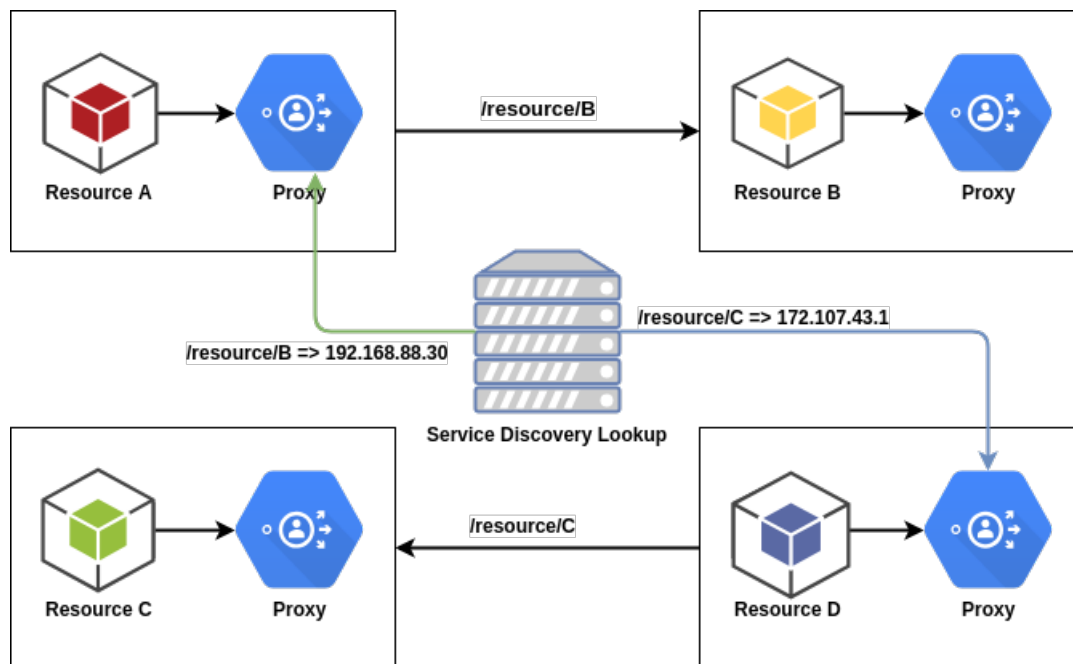 /resource/B
Resource A
Proxy
Resource B
Proxy
/resource/C => 172.107.43.1
/resource/B => 192.168.88.30
Service Discovery Lookup
/resource/C
Resource C
Proxy
Resource D
Proxy